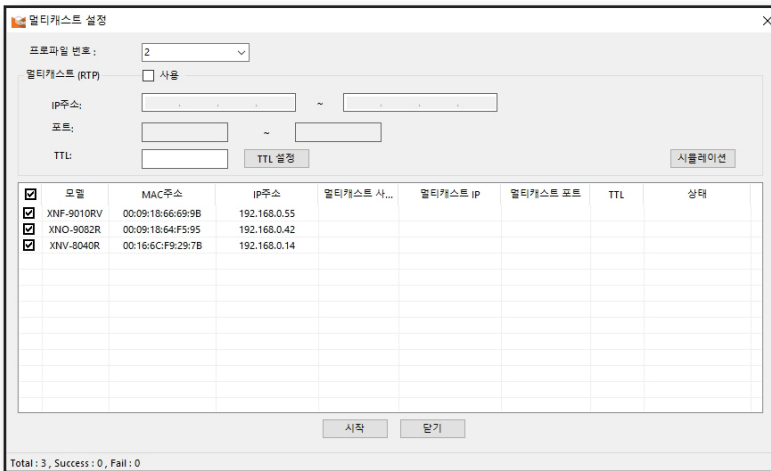 멀티캐스트 설정
프로파일 번호 : 2
멀티캐스트 (RTP) 사용
IP주소: . . . ~ . . .
포트: ~
TTL: TTL 설정 시뮬레이션
모델 MAC주소 IP주소 멀티캐스트 사... 멀티캐스트 IP 멀티캐스트 포트 TTL 상태
XNF-9010RV 00:09:18:66:69:9B 192.168.0.55
XNO-9082R 00:09:18:64:F5:95 192.168.0.42
XNV-8040R 00:16:6C:F9:29:7B 192.168.0.14
시작 닫기
Total : 3 , Success : 0 , Fail : 0